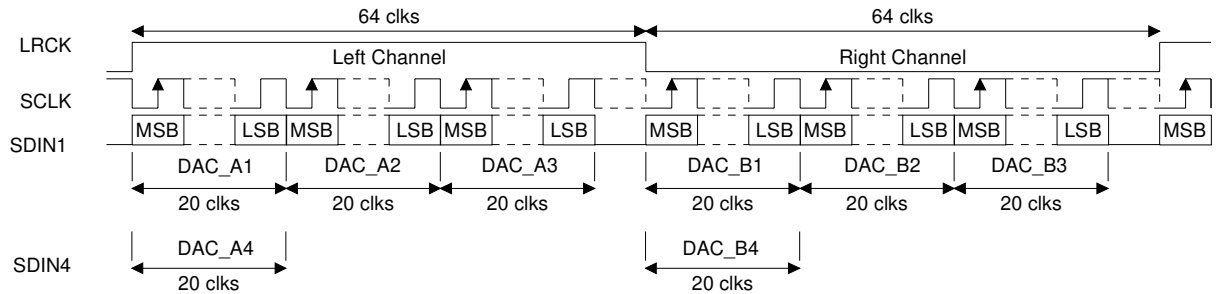 64 clks 64 clks
LRCK Left Channel Right Channel
SCLK
SDIN1 MSB LSB MSB LSB MSB LSB MSB LSB MSB LSB MSB LSB MSB
DAC_A1 DAC_A2 DAC_A3 DAC_B1 DAC_B2 DAC_B3
20 clks 20 clks 20 clks 20 clks 20 clks 20 clks
SDIN4 DAC_A4 DAC_B4
20 clks 20 clks